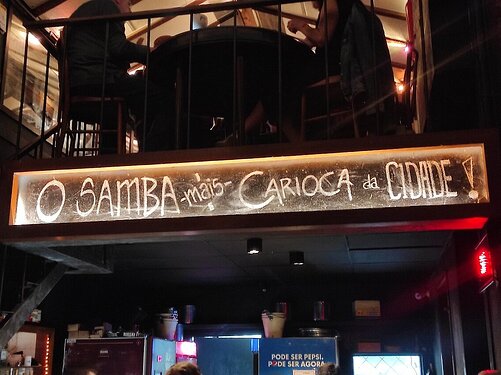 O SAMBA -mais- CARIOCA da CIDADE!
PODE SER PEPSI.
PODE SER AGORA.